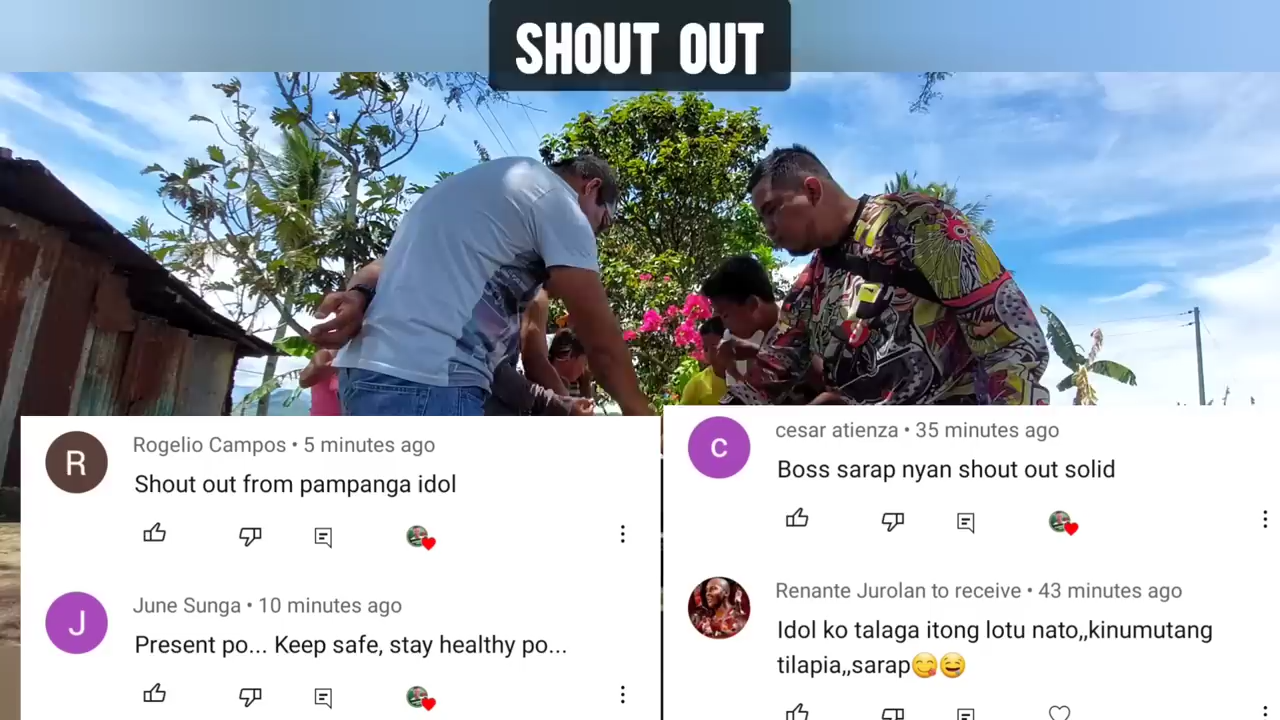 SHOUT OUT
Rogelio Campos • 5 minutes ago
Shout out from pampanga idol
June Sunga • 10 minutes ago
Present po... Keep safe, stay healthy po...
cesar atienza • 35 minutes ago
Boss sarap nyan shout out solid
Renante Jurolan to receive • 43 minutes ago
Idol ko talaga itong lotu nato,,kinumutang
tilapia,,sarap😋🤤
R
J
C